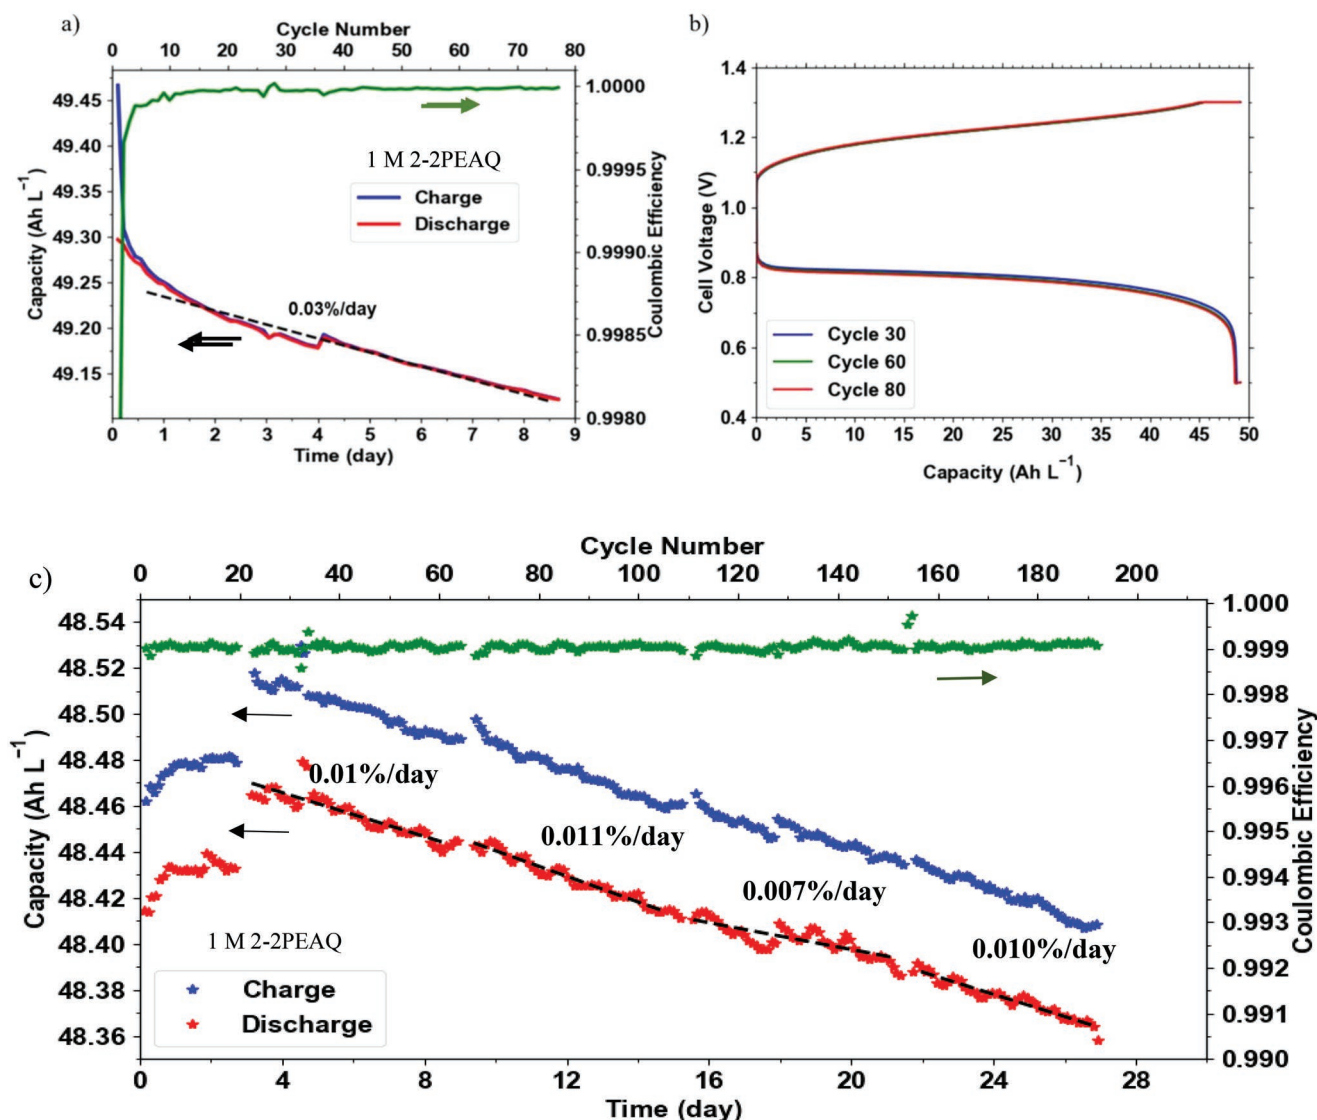 a)
Cycle Number
0 10 20 30 40 50 60 70 80
49.45
49.40
49.35
49.30
49.25
49.20
49.15
Capacity (Ah L⁻¹)
1.0000
0.9995
0.9990
0.9985
0.9980
Coulombic Efficiency
1 M 2-2PEAQ
Charge
Discharge
0.03%/day
0 1 2 3 4 5 6 7 8 9
Time (day)
b)
1.4
1.2
1.0
0.8
0.6
0.4
Cell Voltage (V)
Cycle 30
Cycle 60
Cycle 80
0 5 10 15 20 25 30 35 40 45 50
Capacity (Ah L⁻¹)
c)
Cycle Number
0 20 40 60 80 100 120 140 160 180 200
48.54
48.52
48.50
48.48
48.46
48.44
48.42
48.40
48.38
48.36
Capacity (Ah L⁻¹)
1.000
0.999
0.998
0.997
0.996
0.995
0.994
0.993
0.992
0.991
0.990
Coulombic Efficiency
0.01%/day
0.011%/day
0.007%/day
0.010%/day
1 M 2-2PEAQ
Charge
Discharge
0 4 8 12 16 20 24 28
Time (day)